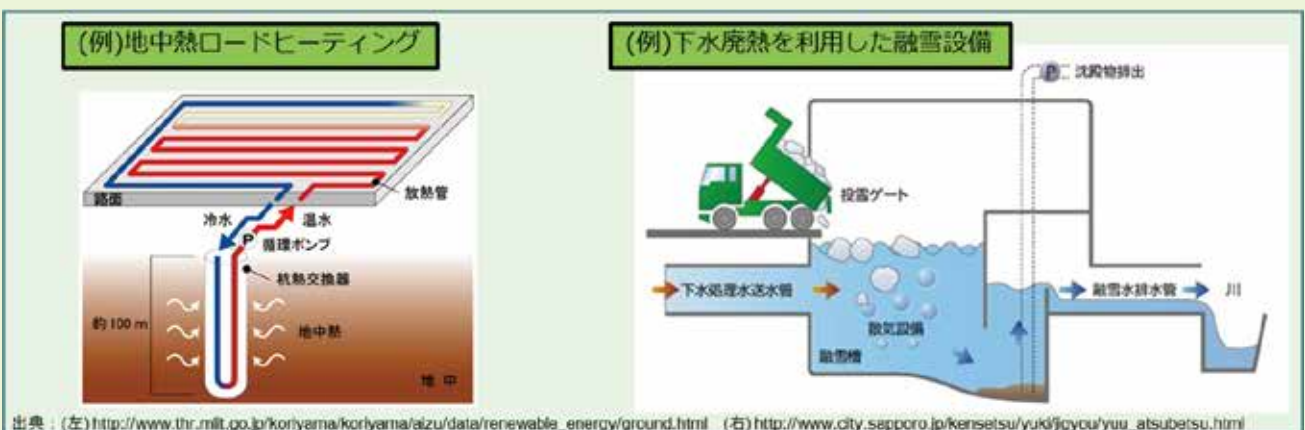 (例)地中熱ロードヒーティング
(例)下水廃熱を利用した融雪設備
路面
放熱管
冷水
温水
P
循環ポンプ
杭熱交換器
約100m
地中熱
地中
P
沈殿物排出
投雪ゲート
下水処理水送水管
散気設備
融雪槽
融雪水排水管
川
出典:(左)http://www.thr.mlit.go.jp/koriyama/koriyama/aizu/data/renewable_energy/ground.html (右)http://www.city.sapporo.jp/kensetsu/yuki/jigyou/yuu_atsubetsu.html